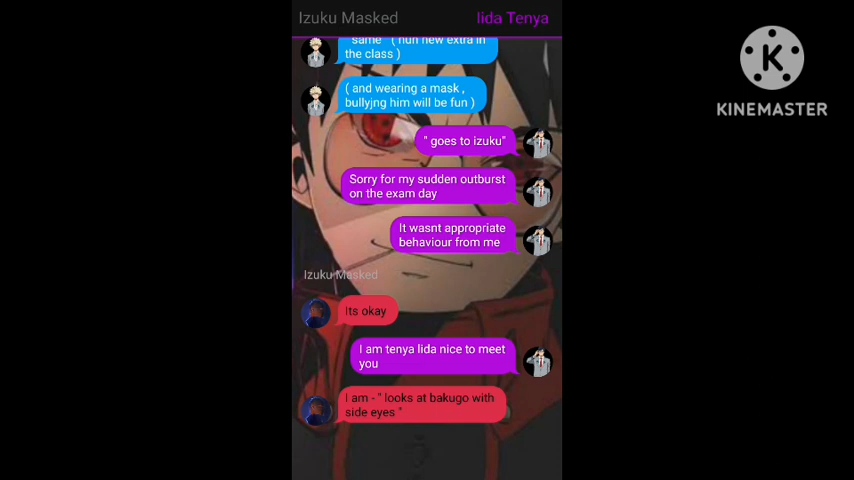 Izuku Masked
Iida Tenya
"same" ( huh new extra in
the class )
( and wearing a mask ,
bullyjng him will be fun )
" goes to izuku"
Sorry for my sudden outburst
on the exam day
It wasnt appropriate
behaviour from me
Izuku Masked
Its okay
I am tenya Iida nice to meet
you
I am - " looks at bakugo with
side eyes "
K
KINEMASTER